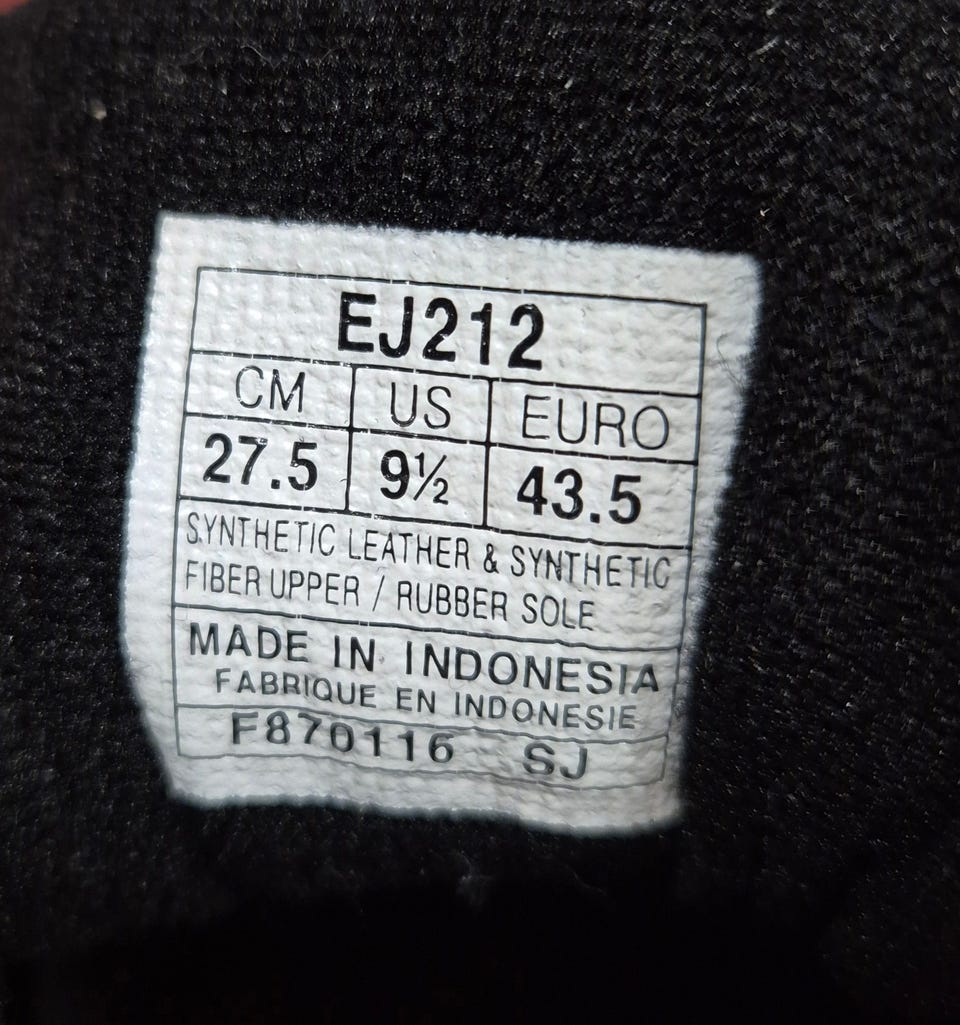 EJ212
CM US EURO
27.5 9½ 43.5
SYNTHETIC LEATHER & SYNTHETIC
FIBER UPPER / RUBBER SOLE
MADE IN INDONESIA
FABRIQUE EN INDONESIE
F870116 SJ